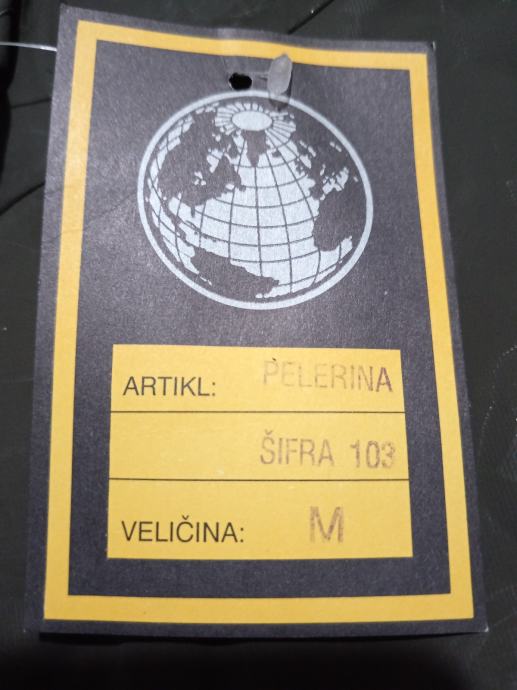 ARTIKL: PELERINA
ŠIFRA 103
VELIČINA: M